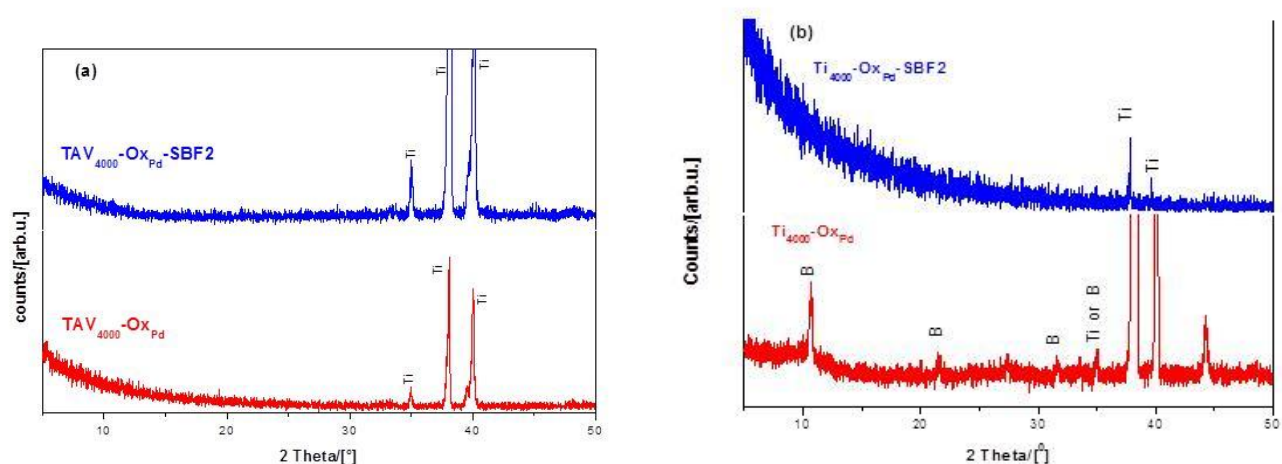 (a)
Ti
Ti
TAV4000-OxPd-SBF2
Ti
counts/[arb.u.]
Ti
Ti
TAV4000-OxPd
Ti
10
20
30
40
50
2 Theta/[°]
(b)
Ti4000-OxPd-SBF2
Ti
Ti
Counts/[arb.u.]
Ti4000-OxPd
B
B
B
Ti or B
10
20
30
40
50
2 Theta/[0]